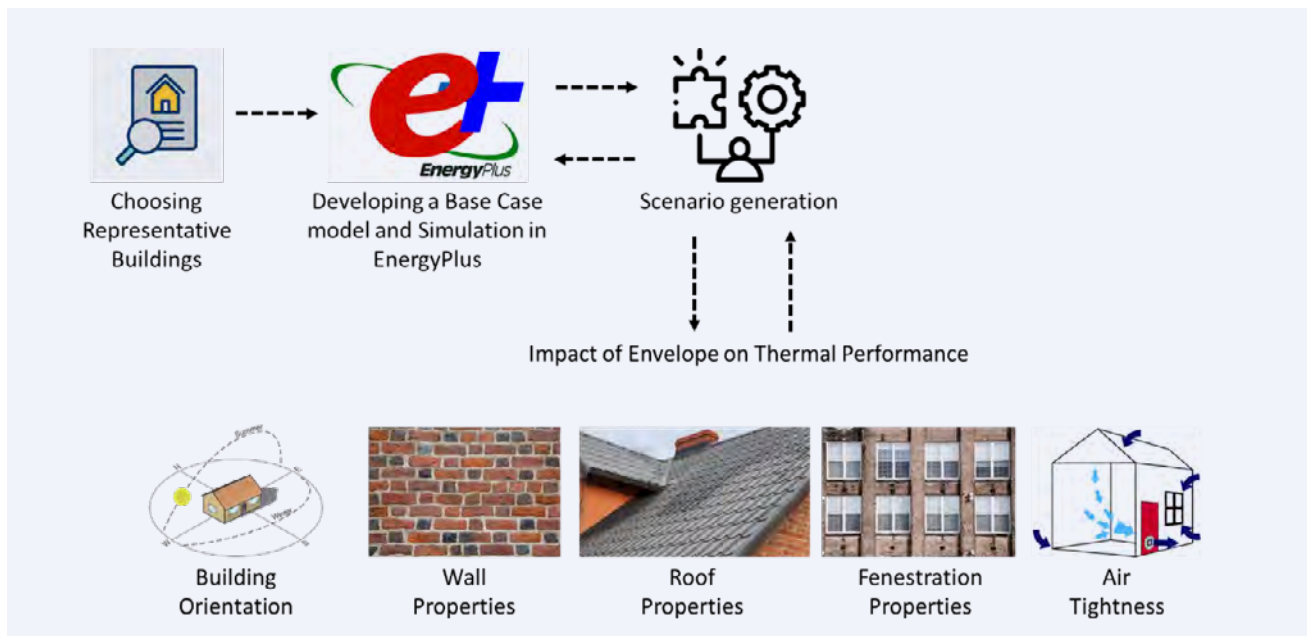 EnergyPlus
Choosing
Representative
Buildings
Developing a Base Case
model and Simulation in
EnergyPlus
Scenario generation
Impact of Envelope on Thermal Performance
Summer
Building
Orientation
Wall
Properties
Roof
Properties
Fenestration
Properties
Air
Tightness